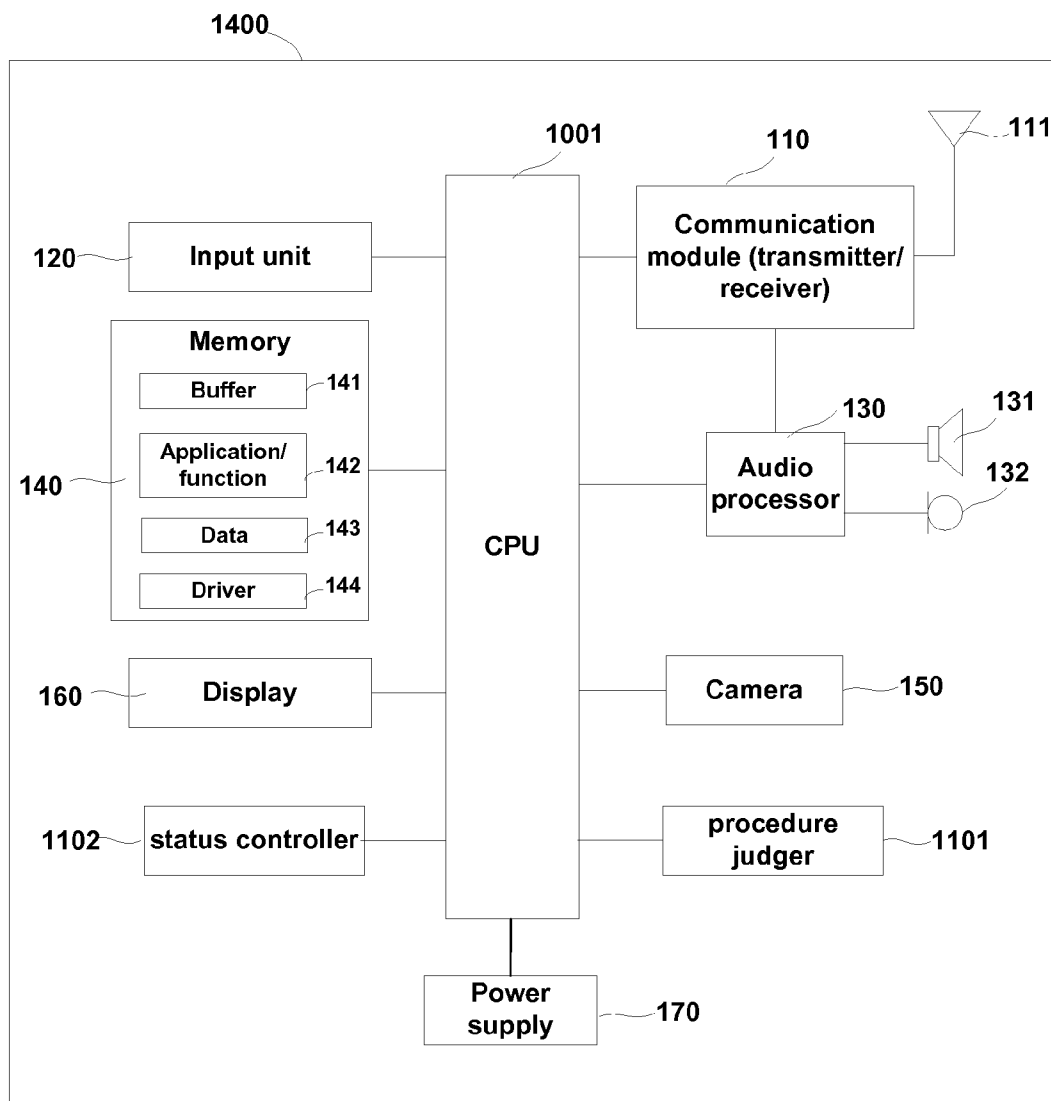 1400
1001
110
111
Communication
module (transmitter/
receiver)
120
Input unit
Memory
Buffer
141
Application/
function
142
140
Data
143
Driver
144
CPU
130
131
Audio
processor
132
160
Display
Camera
150
1102
status controller
procedure
judger
1101
Power
supply
170